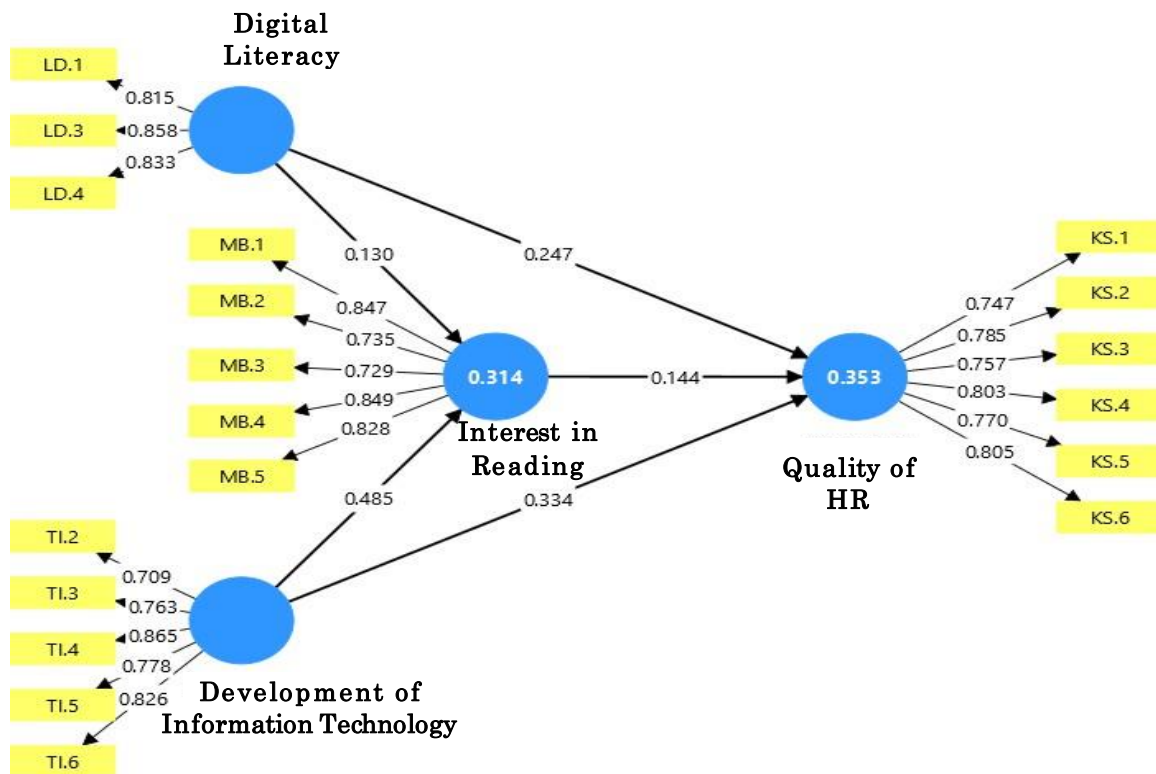 Digital
Literacy
LD.1
LD.3
LD.4
0.815
0.858
0.833
MB.1
MB.2
MB.3
MB.4
MB.5
0.847
0.735
0.729
0.849
0.828
0.130
0.247
0.314
Interest in
Reading
0.144
0.353
Quality of
HR
0.485
0.334
KS.1
KS.2
KS.3
KS.4
KS.5
KS.6
0.747
0.785
0.757
0.803
0.770
0.805
TI.2
TI.3
TI.4
TI.5
TI.6
0.709
0.763
0.865
0.778
0.826
Development of
Information Technology